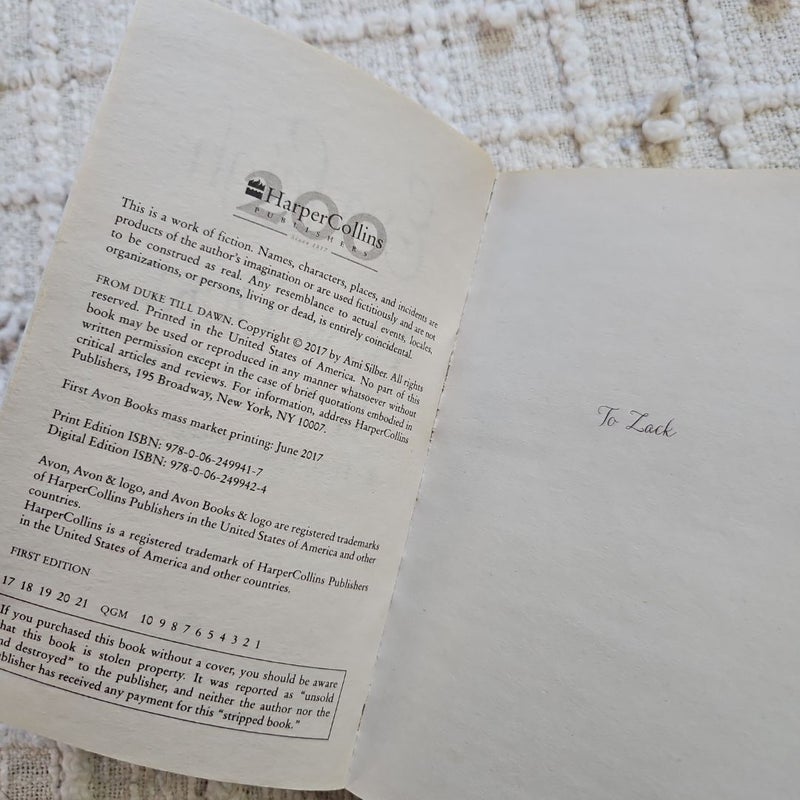 200
HarperCollins
PUBLISHERS
Since 1817
This is a work of fiction. Names, characters, places, and incidents are
products of the author's imagination or are used fictitiously and are not
to be construed as real. Any resemblance to actual events, locales,
organizations, or persons, living or dead, is entirely coincidental.
FROM DUKE TILL DAWN. Copyright © 2017 by Ami Silber. All rights
reserved. Printed in the United States of America. No part of this
book may be used or reproduced in any manner whatsoever without
written permission except in the case of brief quotations embodied in
critical articles and reviews. For information, address HarperCollins
Publishers, 195 Broadway, New York, NY 10007.
First Avon Books mass market printing: June 2017
Print Edition ISBN: 978-0-06-249941-7
Digital Edition ISBN: 978-0-06-249942-4
Avon, Avon & logo, and Avon Books & logo are registered trademarks
of HarperCollins Publishers in the United States of America and other
countries.
HarperCollins is a registered trademark of HarperCollins Publishers
in the United States of America and other countries.
FIRST EDITION
17 18 19 20 21 QGM 10 9 8 7 6 5 4 3 2 1
If you purchased this book without a cover, you should be aware
hat this book is stolen property. It was reported as "unsold
nd destroyed" to the publisher, and neither the author nor the
blisher has received any payment for this "stripped book."
To Zack